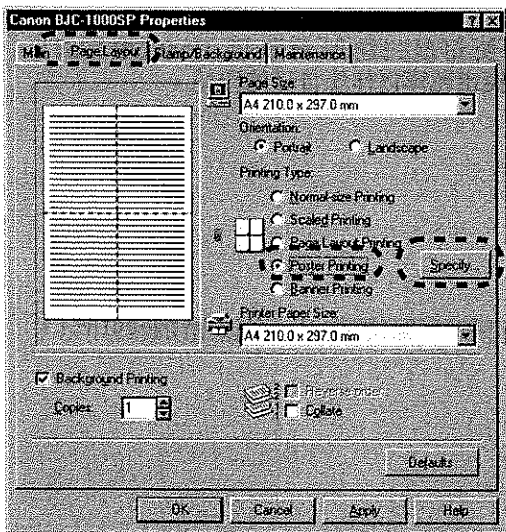 Canon BJC-1000SP Properties
Main Page Layout Stamp/Background Maintenance
Page Size:
A4 210.0 x 297.0 mm
Orientation:
Portrait Landscape
Printing Type:
Normal-size Printing
Scaled Printing
Page Layout Printing
Poster Printing Specify...
Banner Printing
Printer Paper Size:
A4 210.0 x 297.0 mm
Background Printing
Copies: 1
Reverse order
Collate
Defaults
OK Cancel Apply Help